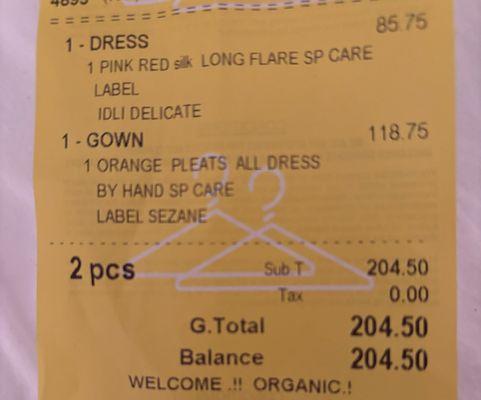 85.75
1 - DRESS
1 PINK RED silk LONG FLARE SP CARE
LABEL
IDLI DELICATE
1 - GOWN 118.75
1 ORANGE PLEATS ALL DRESS
BY HAND SP CARE
LABEL SEZANE
2 pcs Sub T 204.50
Tax 0.00
G.Total 204.50
Balance 204.50
WELCOME .!! ORGANIC.!